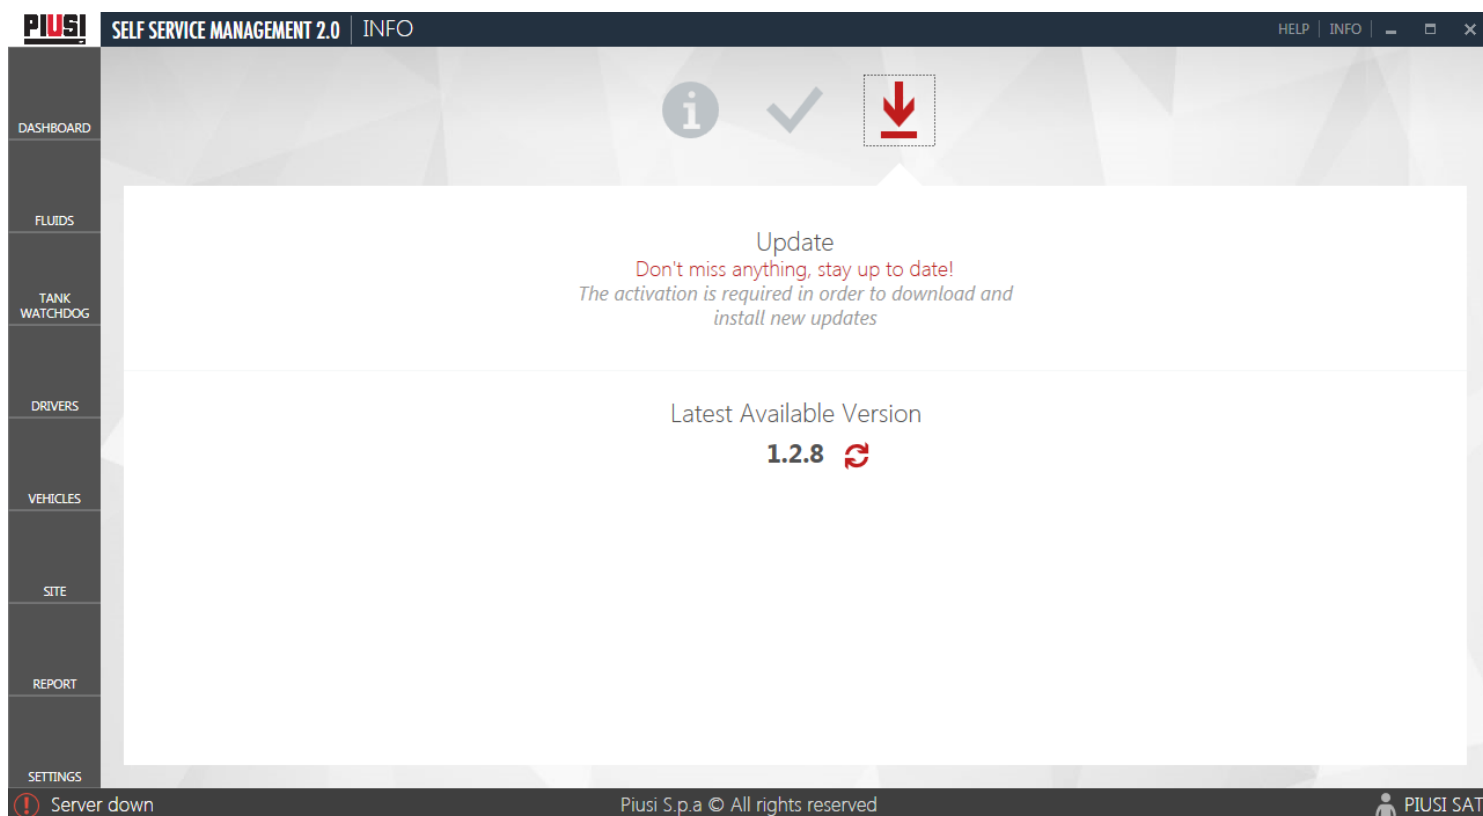 PIUSI SELF SERVICE MANAGEMENT 2.0 | INFO HELP | INFO |
DASHBOARD
FLUIDS
TANK
WATCHDOG
DRIVERS
VEHICLES
SITE
REPORT
SETTINGS
Update
Don't miss anything, stay up to date!
The activation is required in order to download and
install new updates
Latest Available Version
1.2.8
Server down Piusi S.p.a © All rights reserved PIUSI SAT